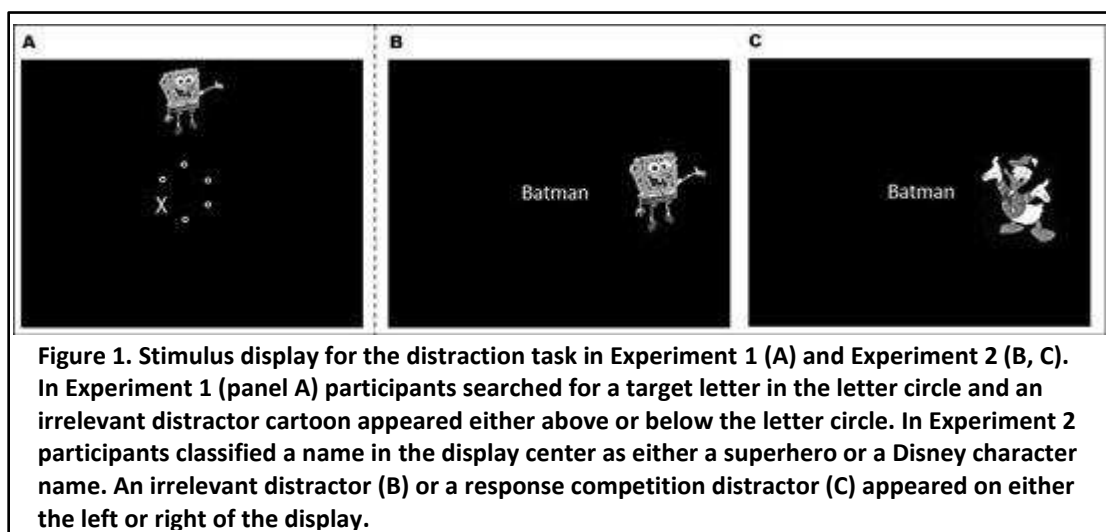 A
B
C
X
Batman
Batman
Figure 1. Stimulus display for the distraction task in Experiment 1 (A) and Experiment 2 (B, C).
In Experiment 1 (panel A) participants searched for a target letter in the letter circle and an
irrelevant distractor cartoon appeared either above or below the letter circle. In Experiment 2
participants classified a name in the display center as either a superhero or a Disney character
name. An irrelevant distractor (B) or a response competition distractor (C) appeared on either
the left or right of the display.